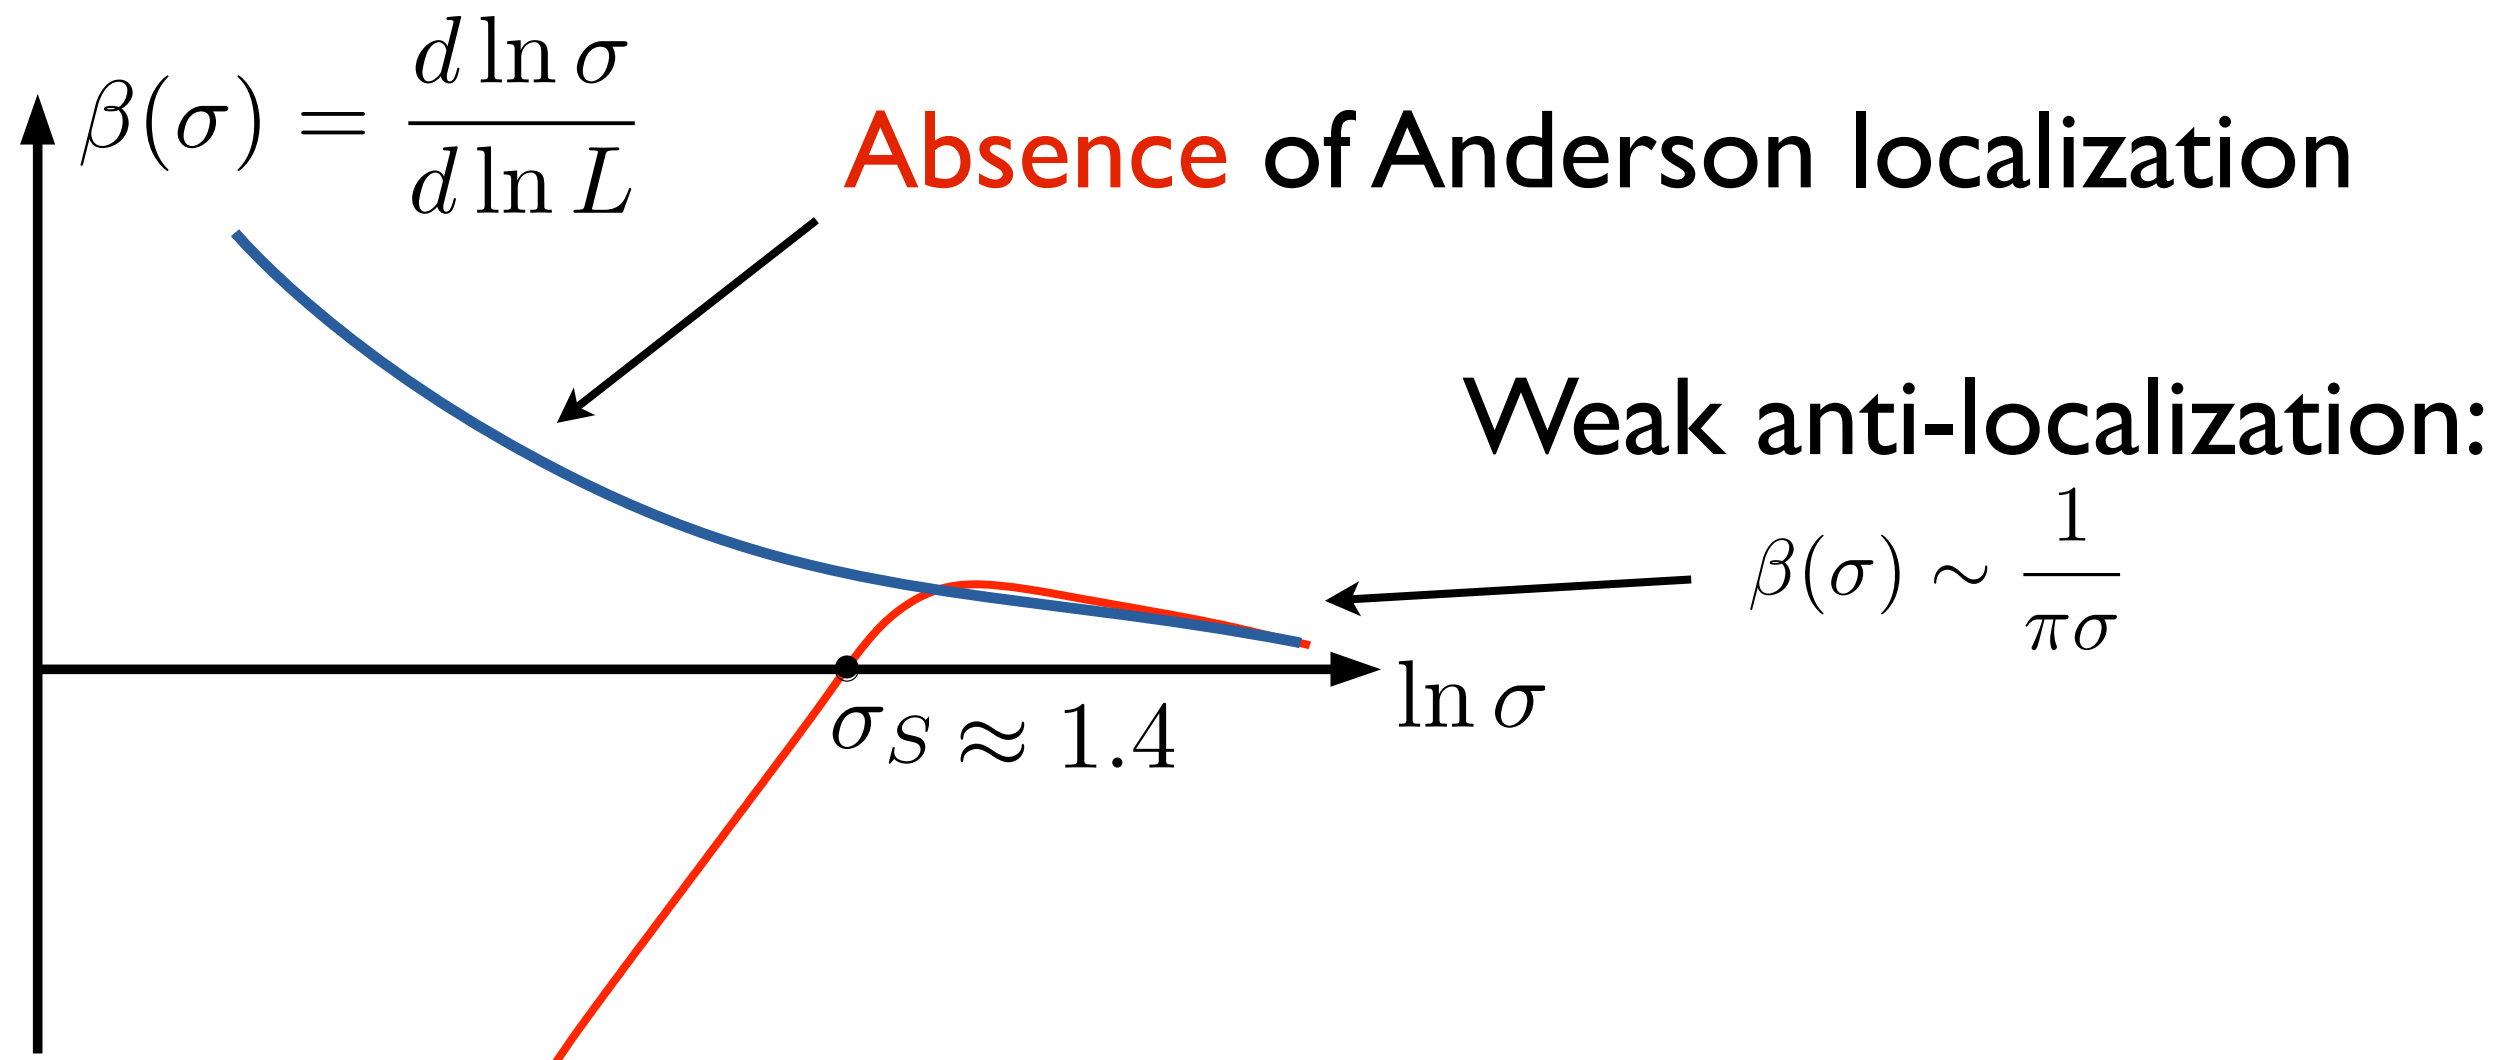 β(σ) = d ln σ / d ln L
Absence of Anderson localization
Weak anti-localization:
β(σ) ~ 1 / πσ
σ_S ≈ 1.4
ln σ